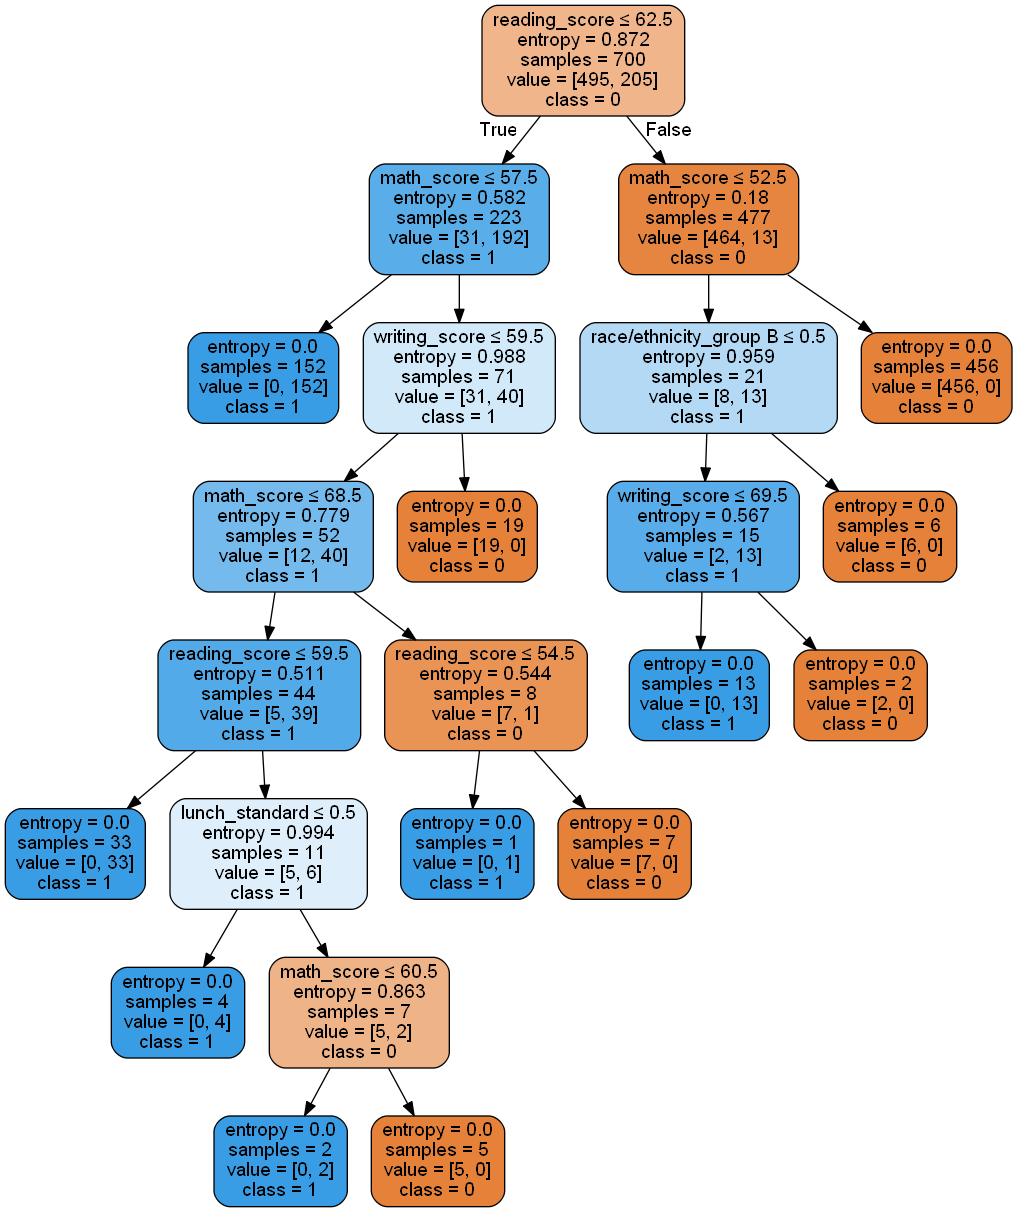 reading_score ≤ 62.5
entropy = 0.872
samples = 700
value = [495, 205]
class = 0
True
False
math_score ≤ 57.5
entropy = 0.582
samples = 223
value = [31, 192]
class = 1
math_score ≤ 52.5
entropy = 0.18
samples = 477
value = [464, 13]
class = 0
entropy = 0.0
samples = 152
value = [0, 152]
class = 1
writing_score ≤ 59.5
entropy = 0.988
samples = 71
value = [31, 40]
class = 1
race/ethnicity_group B ≤ 0.5
entropy = 0.959
samples = 21
value = [8, 13]
class = 1
entropy = 0.0
samples = 456
value = [456, 0]
class = 0
math_score ≤ 68.5
entropy = 0.779
samples = 52
value = [12, 40]
class = 1
entropy = 0.0
samples = 19
value = [19, 0]
class = 0
writing_score ≤ 69.5
entropy = 0.567
samples = 15
value = [2, 13]
class = 1
entropy = 0.0
samples = 6
value = [6, 0]
class = 0
reading_score ≤ 59.5
entropy = 0.511
samples = 44
value = [5, 39]
class = 1
reading_score ≤ 54.5
entropy = 0.544
samples = 8
value = [7, 1]
class = 0
entropy = 0.0
samples = 13
value = [0, 13]
class = 1
entropy = 0.0
samples = 2
value = [2, 0]
class = 0
entropy = 0.0
samples = 33
value = [0, 33]
class = 1
lunch_standard ≤ 0.5
entropy = 0.994
samples = 11
value = [5, 6]
class = 1
entropy = 0.0
samples = 1
value = [0, 1]
class = 1
entropy = 0.0
samples = 7
value = [7, 0]
class = 0
entropy = 0.0
samples = 4
value = [0, 4]
class = 1
math_score ≤ 60.5
entropy = 0.863
samples = 7
value = [5, 2]
class = 0
entropy = 0.0
samples = 2
value = [0, 2]
class = 1
entropy = 0.0
samples = 5
value = [5, 0]
class = 0